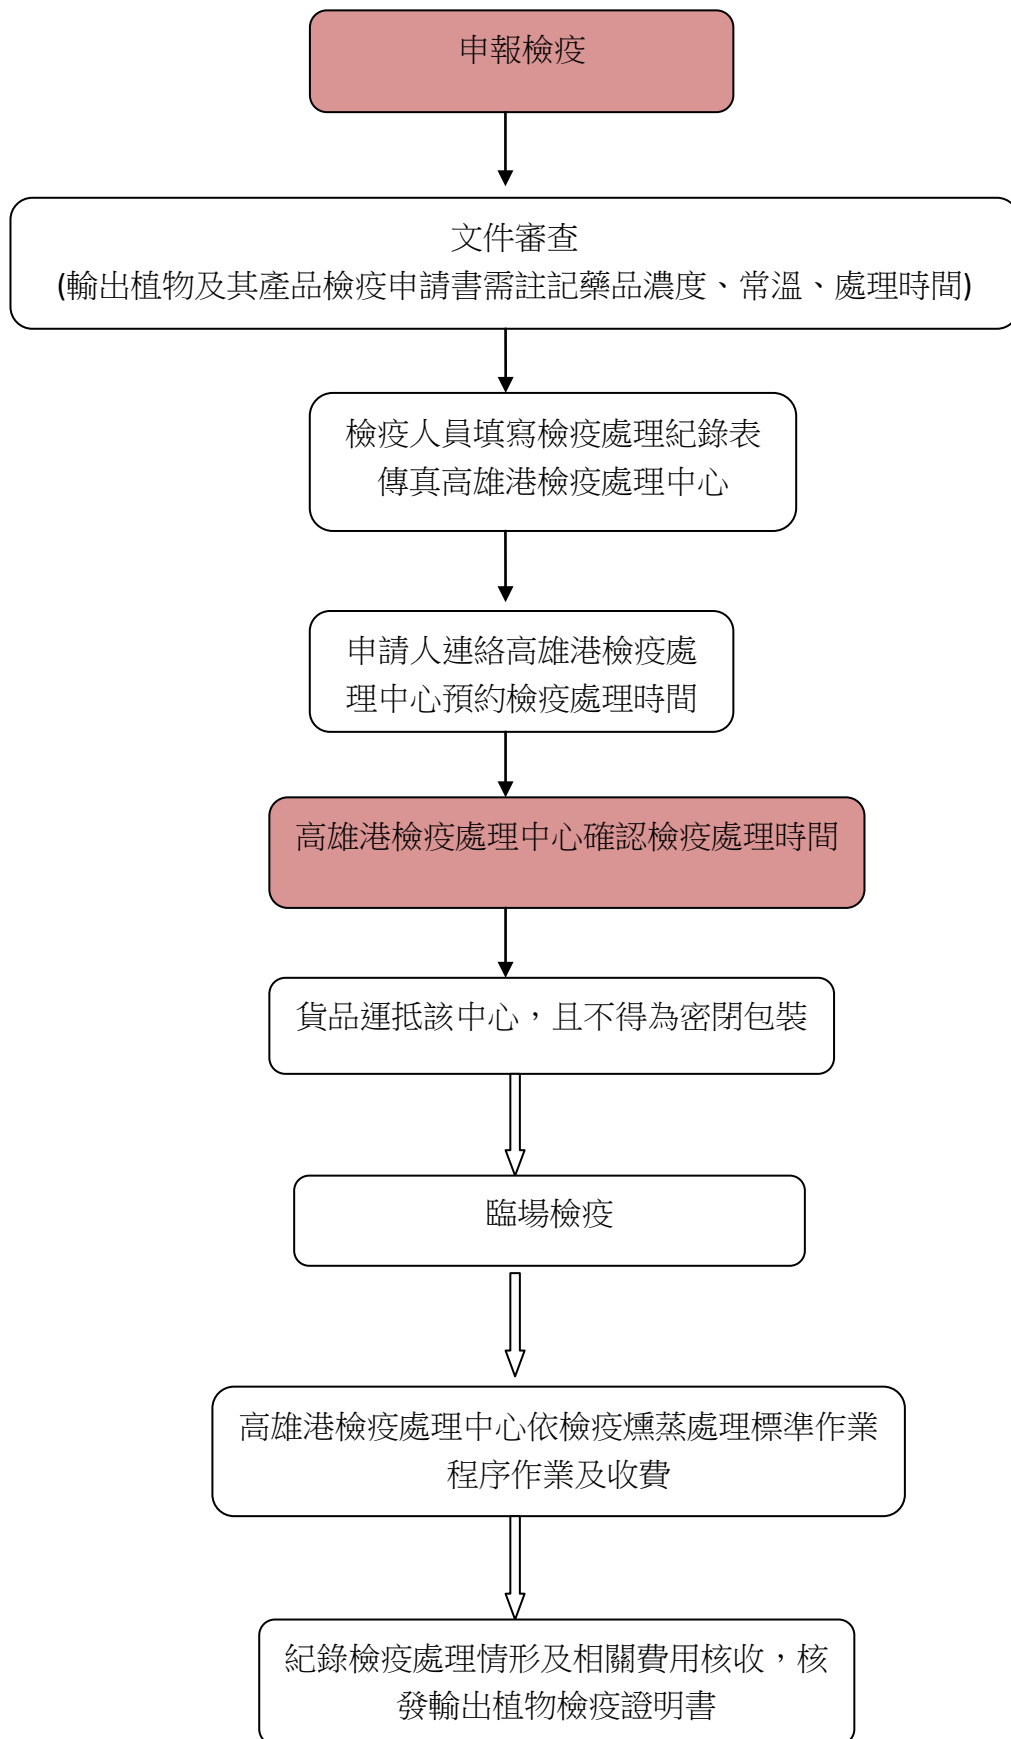 申報檢疫
文件審查
(輸出植物及其產品檢疫申請書需註記藥品濃度、常溫、處理時間)
檢疫人員填寫檢疫處理紀錄表
傳真高雄港檢疫處理中心
申請人連絡高雄港檢疫處
理中心預約檢疫處理時間
高雄港檢疫處理中心確認檢疫處理時間
貨品運抵該中心，且不得為密閉包裝
臨場檢疫
高雄港檢疫處理中心依檢疫燻蒸處理標準作業
程序作業及收費
紀錄檢疫處理情形及相關費用核收，核
發輸出植物檢疫證明書